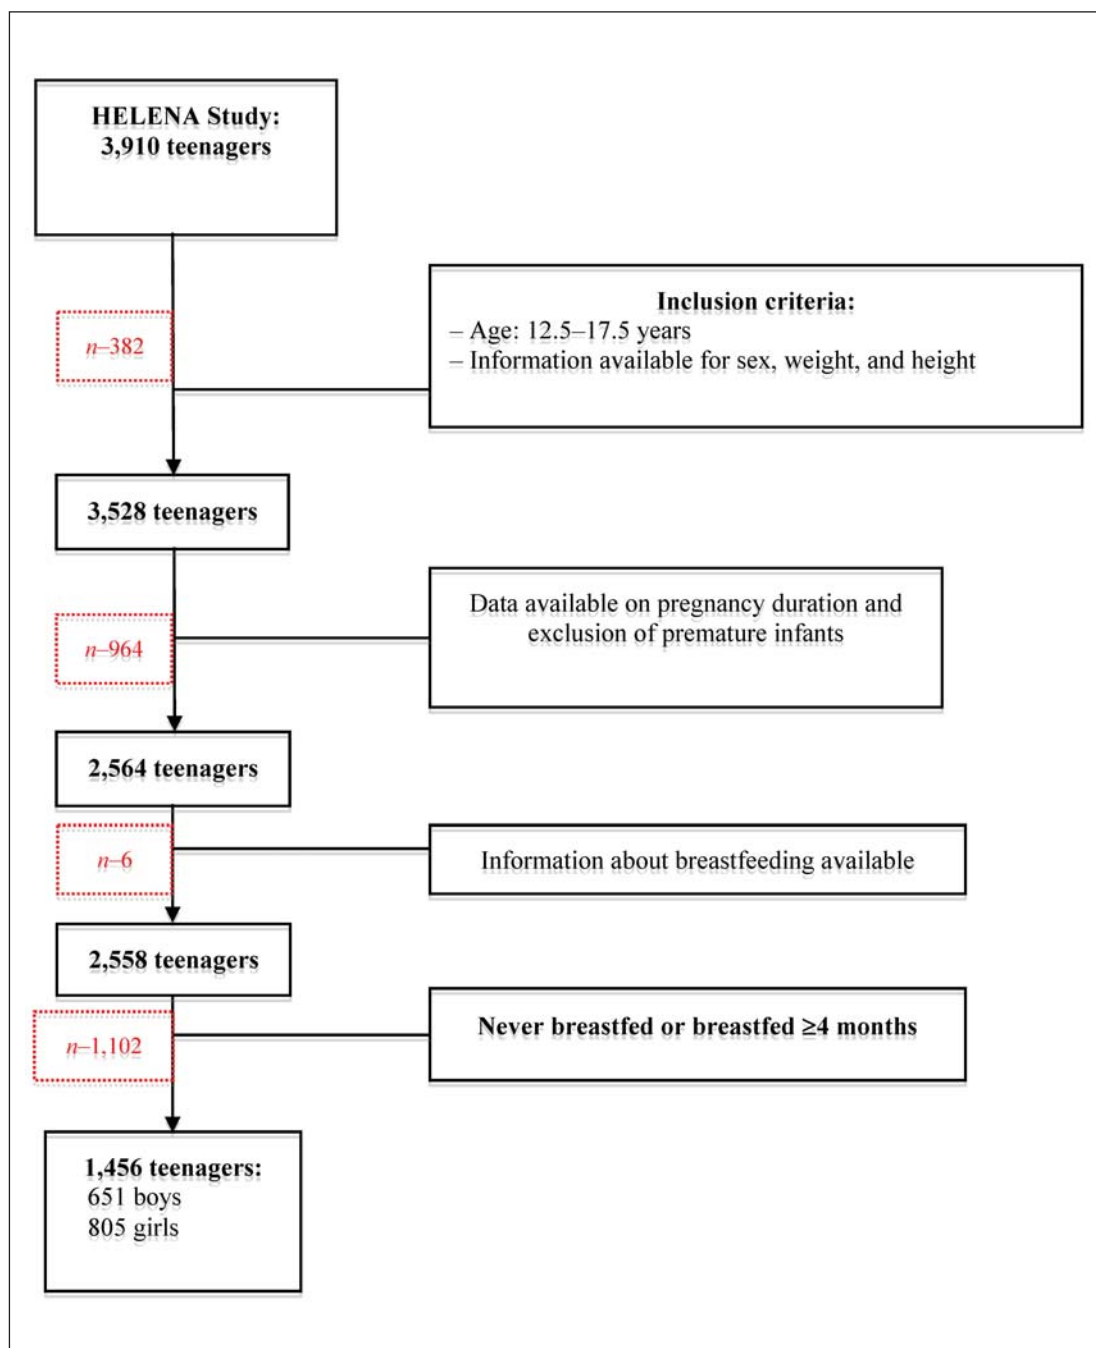 HELENA Study:
3,910 teenagers
n–382
Inclusion criteria:
– Age: 12.5–17.5 years
– Information available for sex, weight, and height
3,528 teenagers
n–964
Data available on pregnancy duration and
exclusion of premature infants
2,564 teenagers
n–6
Information about breastfeeding available
2,558 teenagers
n–1,102
Never breastfed or breastfed ≥4 months
1,456 teenagers:
651 boys
805 girls